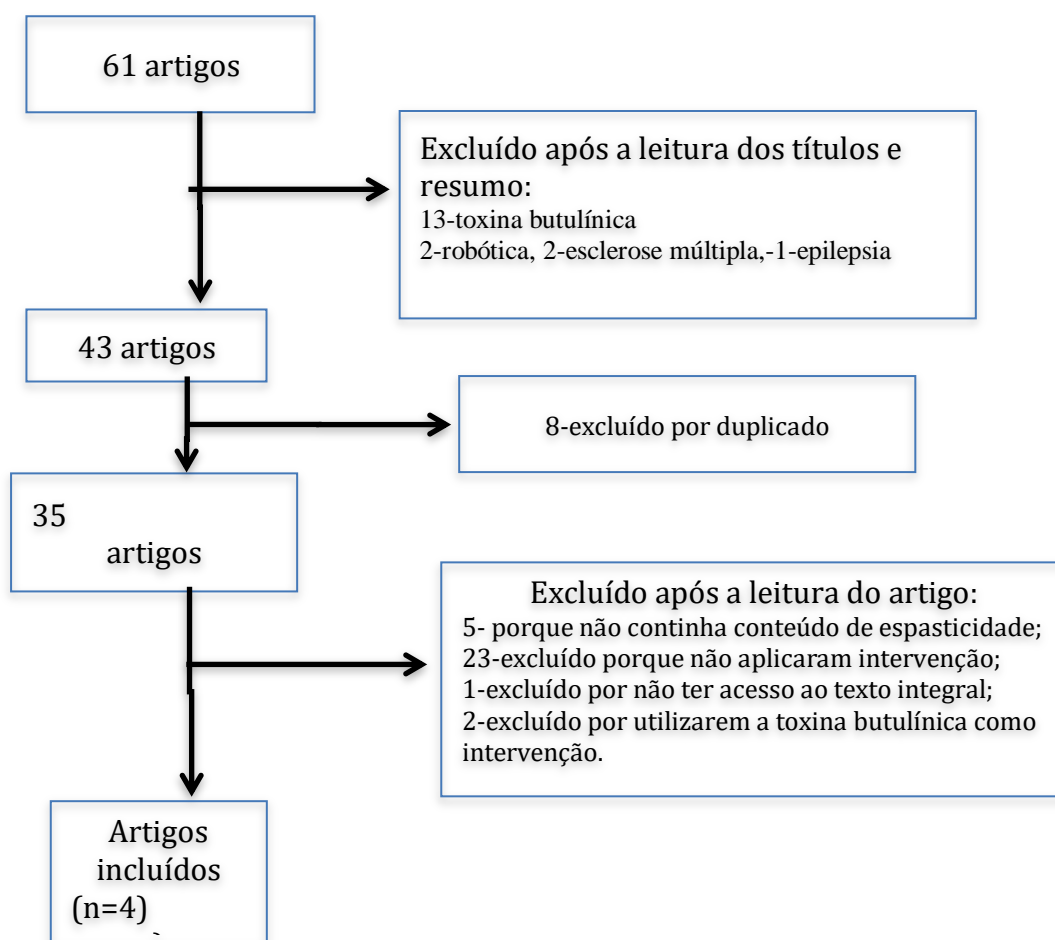 61 artigos
Excluído após a leitura dos títulos e
resumo:
13-toxina butulínica
2-robótica, 2-esclerose múltipla,-1-epilepsia
43 artigos
8-excluído por duplicado
35
artigos
Excluído após a leitura do artigo:
5- porque não continha conteúdo de espasticidade;
23-excluído porque não aplicaram intervenção;
1-excluído por não ter acesso ao texto integral;
2-excluído por utilizarem a toxina butulínica como
intervenção.
Artigos
incluídos
(n=4)